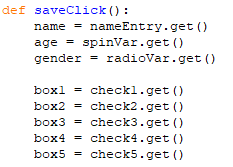 def saveClick():
    name = nameEntry.get()
    age = spinVar.get()
    gender = radioVar.get()

    box1 = check1.get()
    box2 = check2.get()
    box3 = check3.get()
    box4 = check4.get()
    box5 = check5.get()